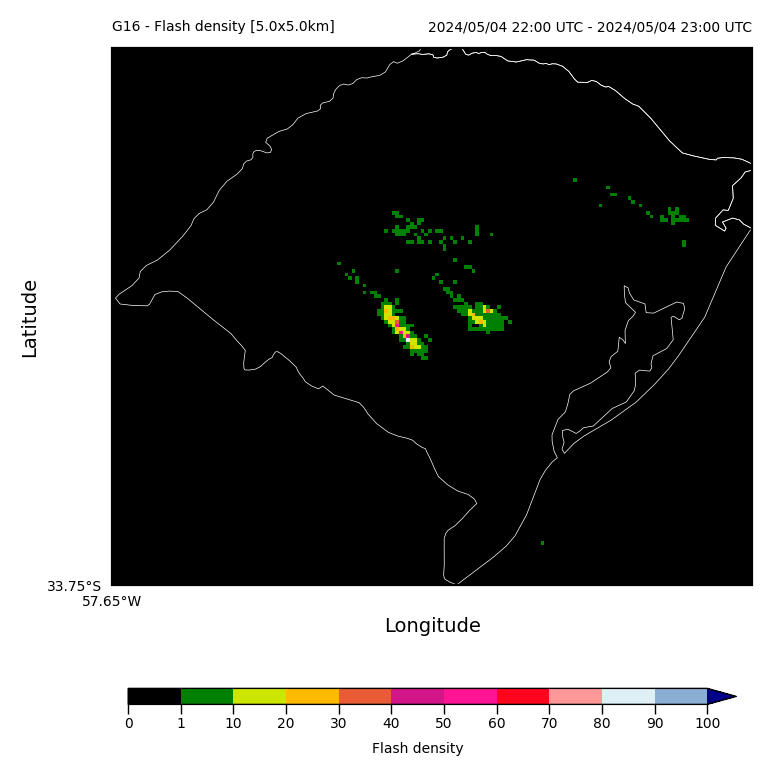 G16 - Flash density [5.0x5.0km]
2024/05/04 22:00 UTC - 2024/05/04 23:00 UTC
Latitude
33.75°S
57.65°W
Longitude
0 1 10 20 30 40 50 60 70 80 90 100
Flash density